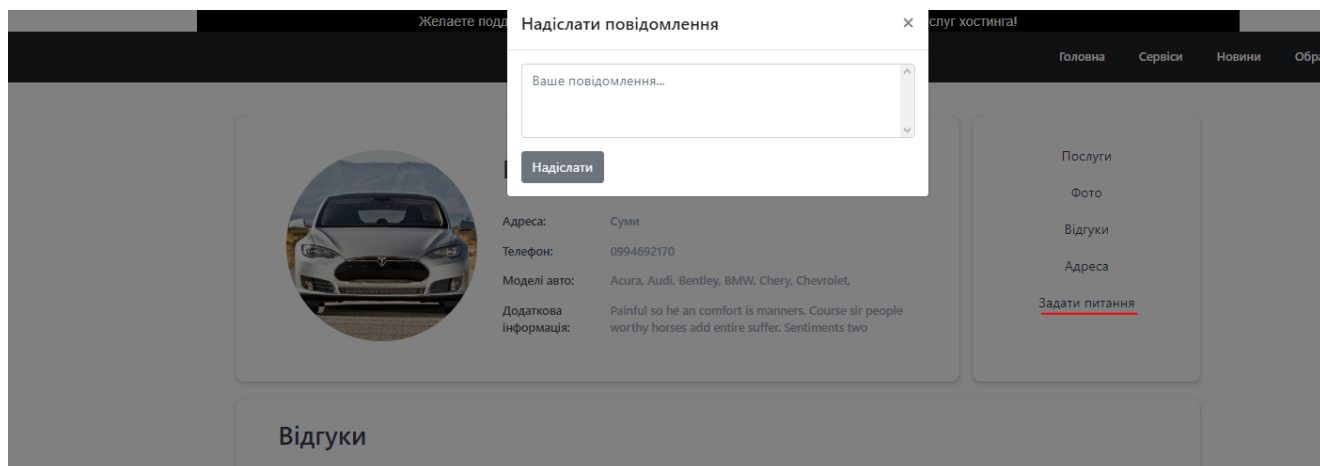 Желаете
слуг хостинга!
Надіслати повідомлення ×
Головна Сервіси Новини
Ваше повідомлення...
Надіслати
Адреса: Суми
Телефон: 0994692170
Моделі авто: Acura, Audi, Bentley, BMW, Chery, Chevrolet,
Додаткова інформація: Painful so he an comfort is manners. Course sir people
worthy horses add entire suffer. Sentiments two
Послуги
Фото
Відгуки
Адреса
Задати питання
Відгуки